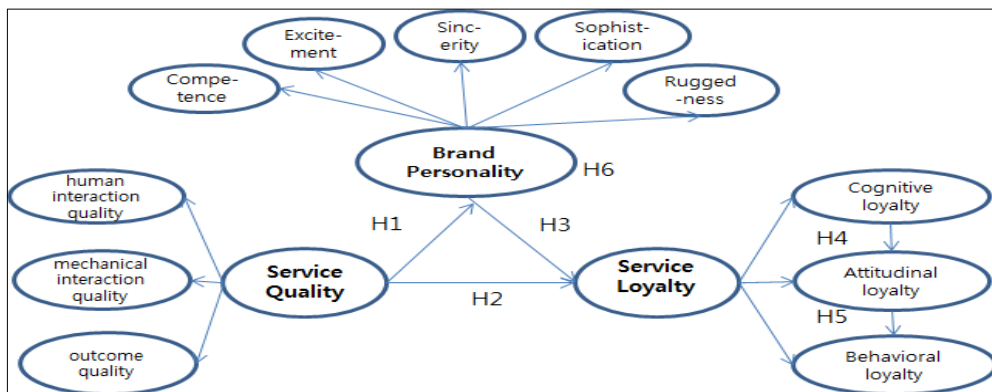 Excite-
ment
Sinc-
erity
Sophist-
ication
Compe-
tence
Rugged
-ness
Brand
Personality
H6
human
interaction
quality
Cognitive
loyalty
H1
H3
H4
mechanical
interaction
quality
Service
Quality
Service
Loyalty
Attitudinal
loyalty
H2
H5
outcome
quality
Behavioral
loyalty